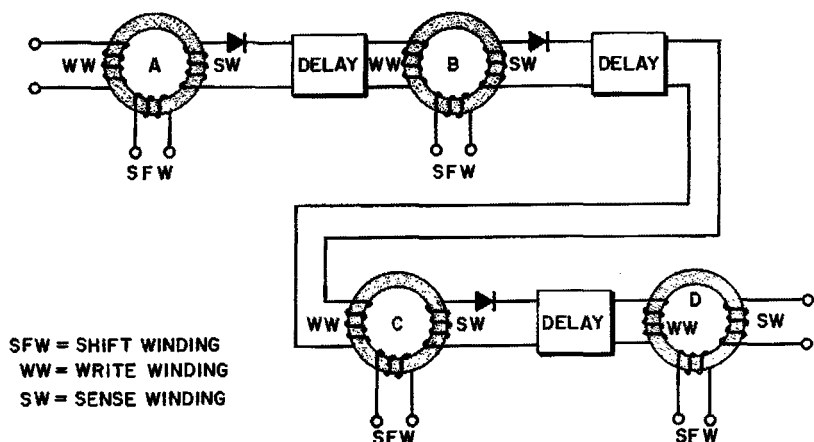 A
WW
SW
DELAY
WW
B
SW
DELAY
SFW
SFW
WW
C
SW
DELAY
D
WW
SW
SFW
SFW
SFW = SHIFT WINDING
WW = WRITE WINDING
SW = SENSE WINDING